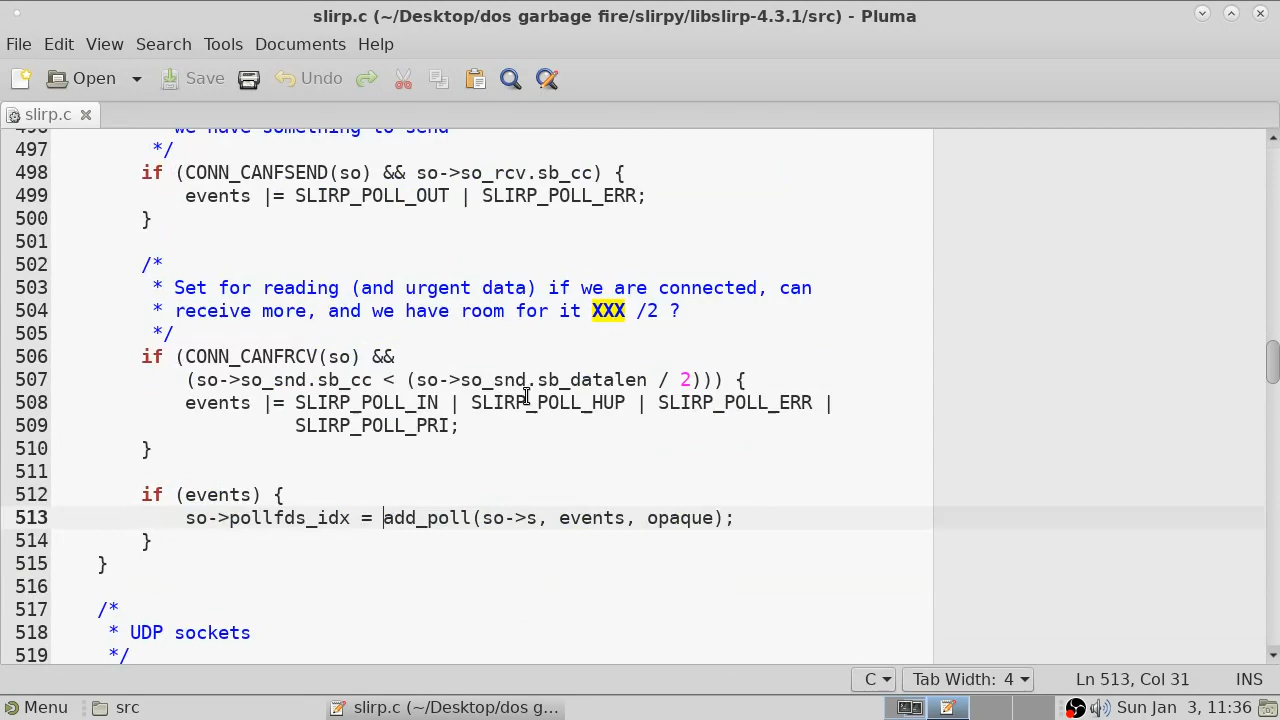 slirp.c (~/Desktop/dos garbage fire/slirpy/libslirp-4.3.1/src) - Pluma
File Edit View Search Tools Documents Help
Open Save Undo
slirp.c
496 we have something to send
497 */
498 if (CONN_CANFSEND(so) && so->so_rcv.sb_cc) {
499 events |= SLIRP_POLL_OUT | SLIRP_POLL_ERR;
500 }
501
502 /*
503 * Set for reading (and urgent data) if we are connected, can
504 * receive more, and we have room for it XXX /2 ?
505 */
506 if (CONN_CANFRCV(so) &&
507 (so->so_snd.sb_cc < (so->so_snd.sb_datalen / 2))) {
508 events |= SLIRP_POLL_IN | SLIRP_POLL_HUP | SLIRP_POLL_ERR |
509 SLIRP_POLL_PRI;
510 }
511
512 if (events) {
513 so->pollfds_idx = add_poll(so->s, events, opaque);
514 }
515 }
516
517 /*
518 * UDP sockets
519 */
C Tab Width: 4 Ln 513, Col 31 INS
Menu src slirp.c (~/Desktop/dos g... Sun Jan 3, 11:36